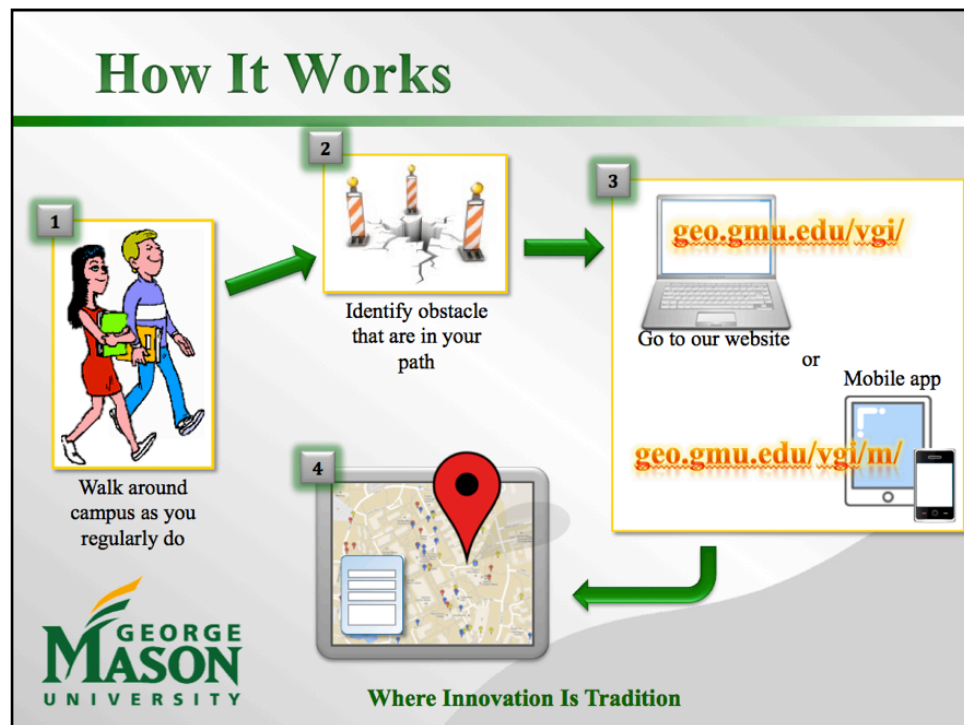 How It Works
1
Walk around
campus as you
regularly do
2
Identify obstacle
that are in your
path
3
geo.gmu.edu/vgi/
Go to our website
or
Mobile app
geo.gmu.edu/vgi/m/
4
GEORGE
MASON
UNIVERSITY
Where Innovation Is Tradition